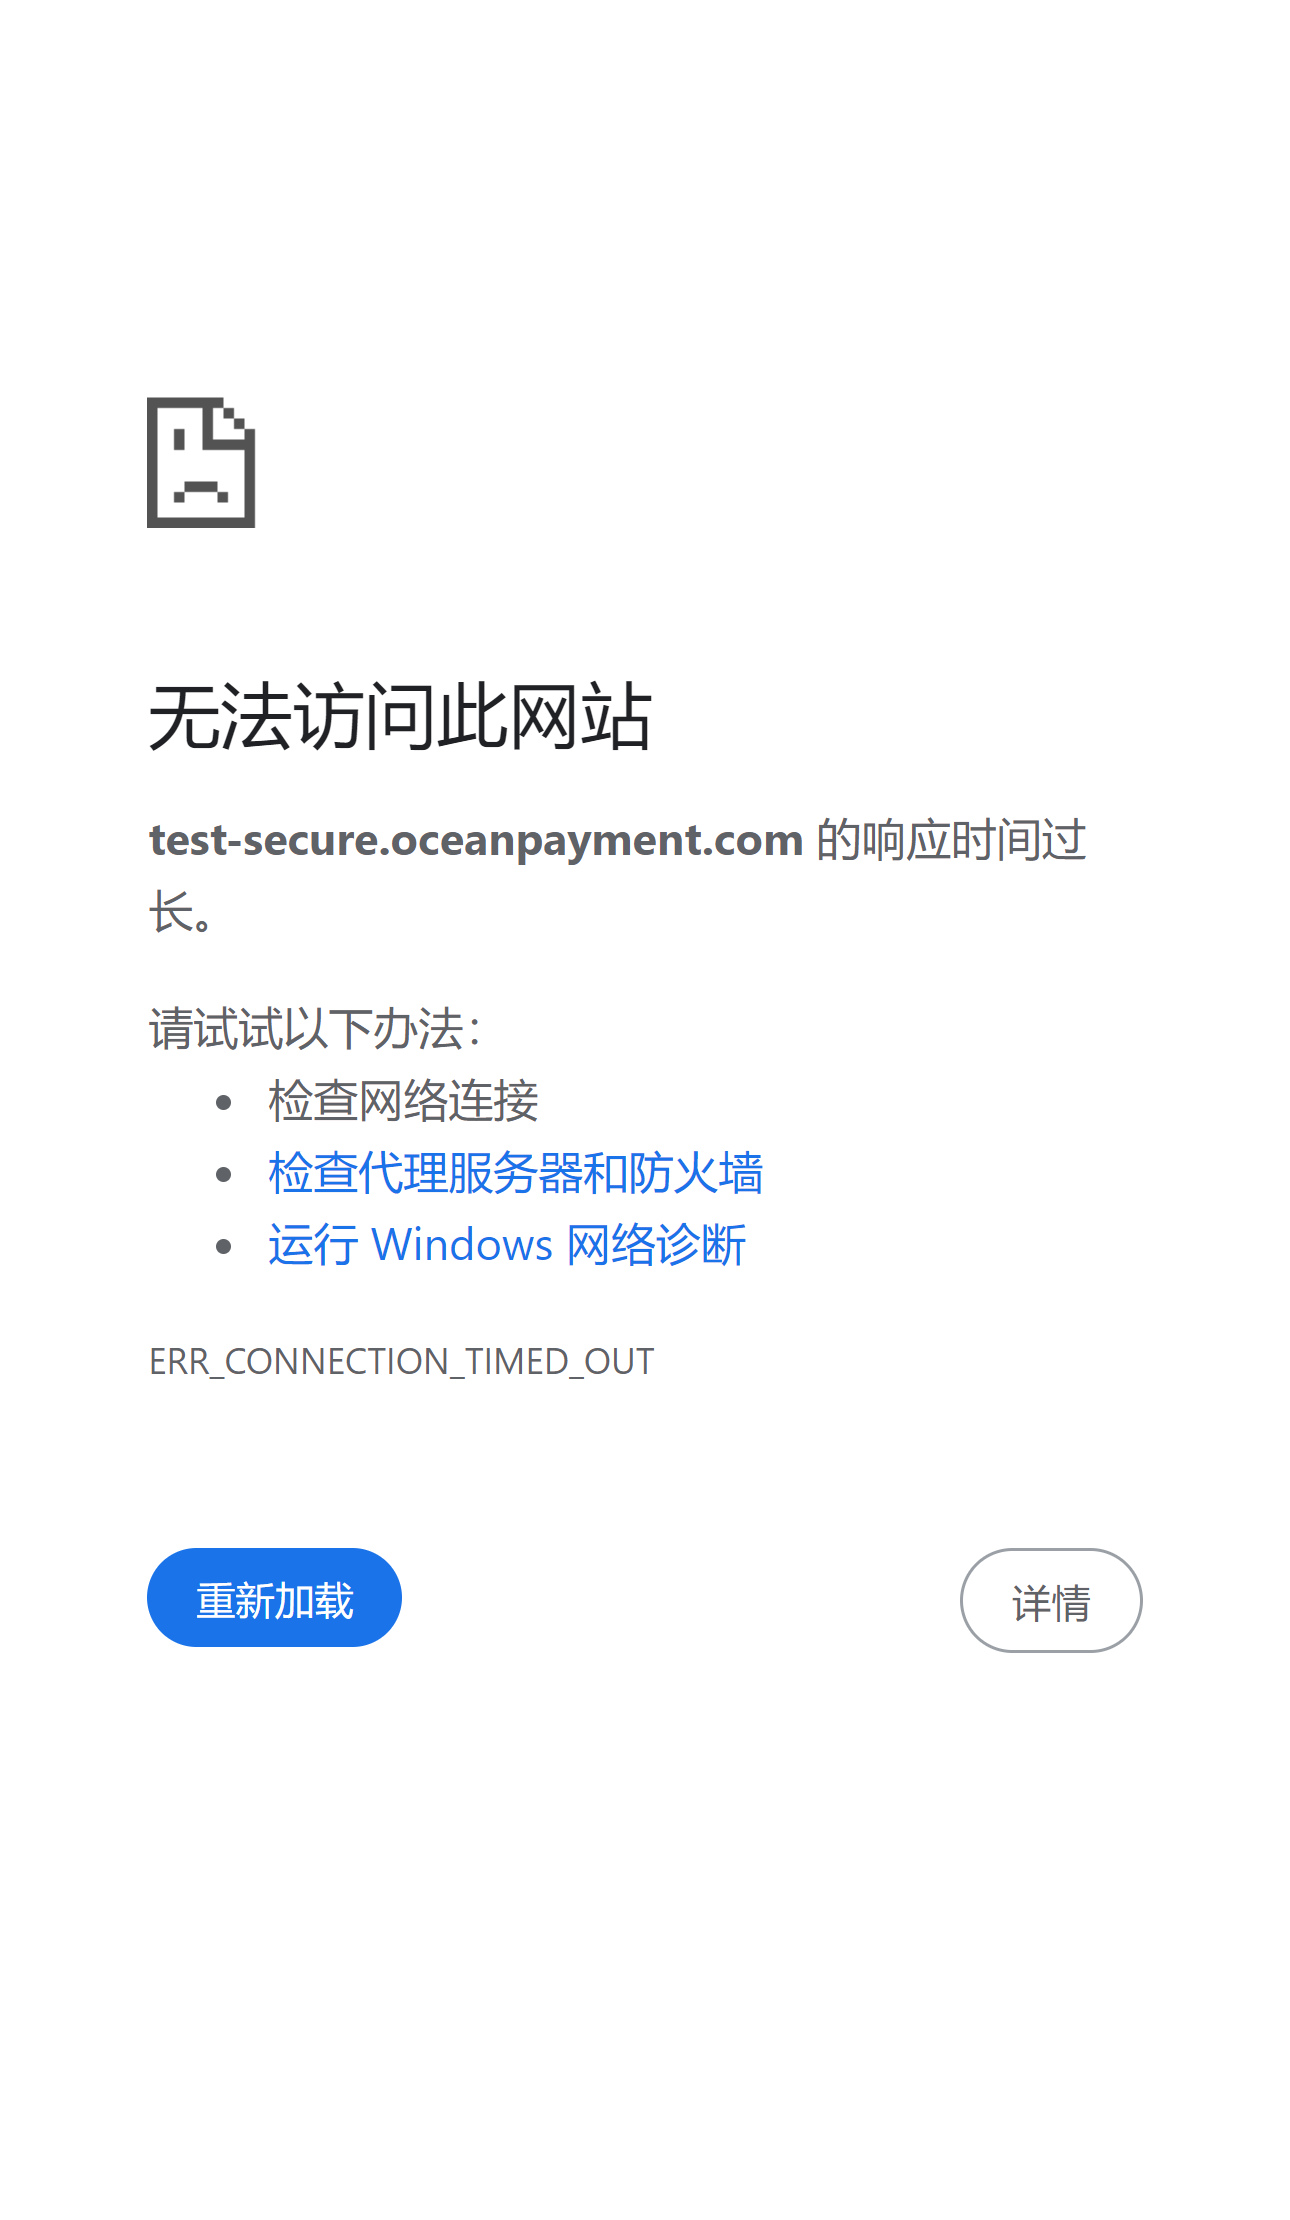 无法访问此网站
test-secure.oceanpayment.com 的响应时间过
长。
请试试以下办法：
检查网络连接
检查代理服务器和防火墙
运行 Windows 网络诊断
ERR_CONNECTION_TIMED_OUT
重新加载
详情